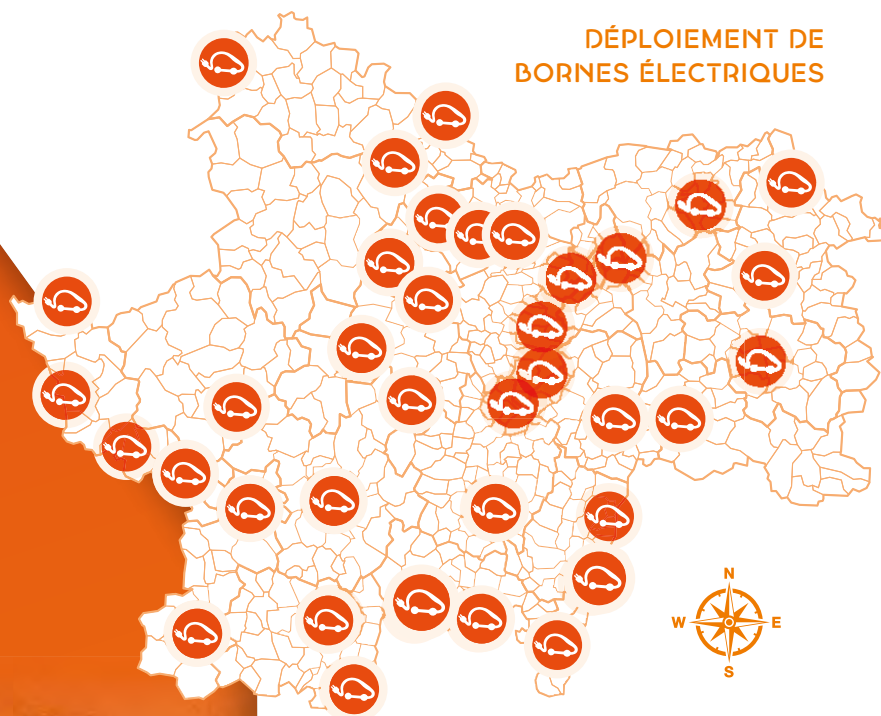 DÉPLOIEMENT DE
BORNES ÉLECTRIQUES
N
W E
S